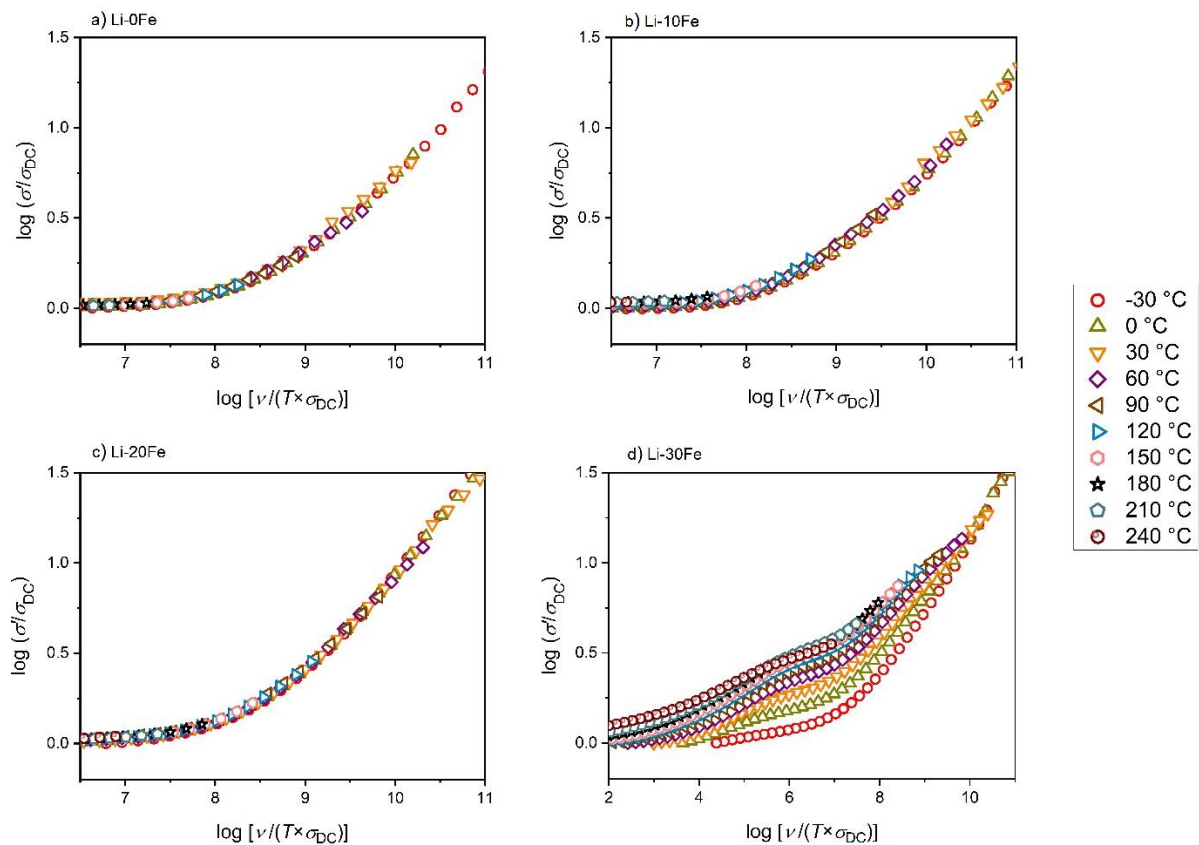 a) Li-0Fe
1.5
1.0
0.5
0.0
log (σ′/σDC)
7 8 9 10 11
log [ν/(T×σDC)]
b) Li-10Fe
1.5
1.0
0.5
0.0
log (σ′/σDC)
7 8 9 10 11
log [ν/(T×σDC)]
c) Li-20Fe
1.5
1.0
0.5
0.0
log (σ′/σDC)
7 8 9 10 11
log [ν/(T×σDC)]
d) Li-30Fe
1.5
1.0
0.5
0.0
log (σ′/σDC)
2 4 6 8 10
log [ν/(T×σDC)]
-30 °C
0 °C
30 °C
60 °C
90 °C
120 °C
150 °C
180 °C
210 °C
240 °C